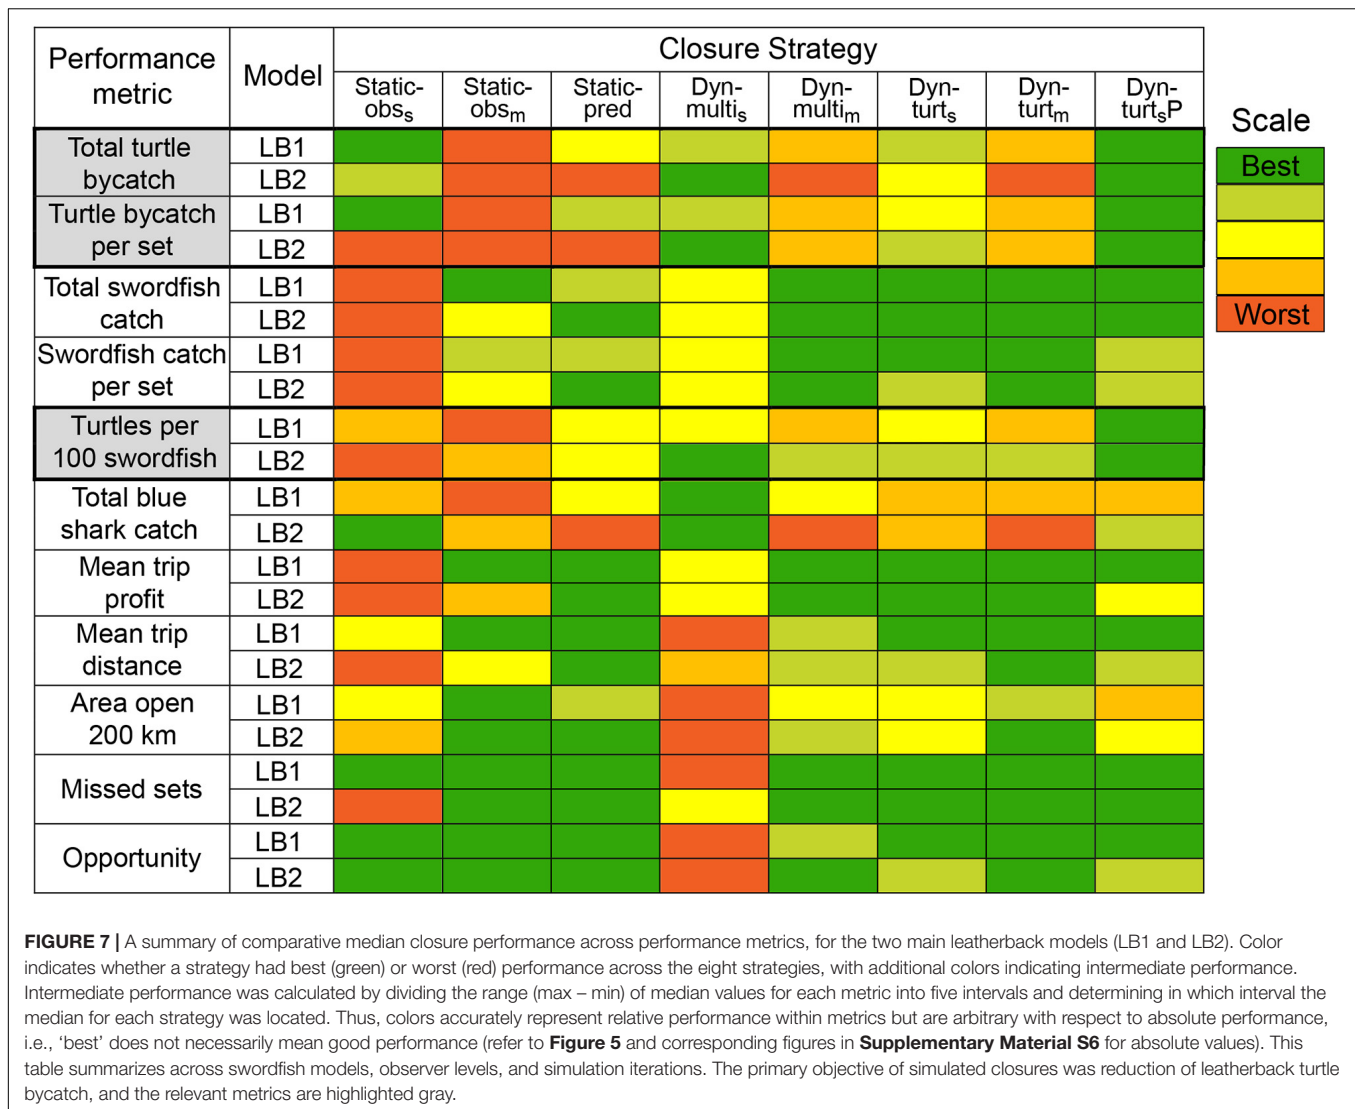 Performance metric
Model
Closure Strategy
Static-obss
Static-obsm
Static-pred
Dyn-multis
Dyn-multim
Dyn-turts
Dyn-turtm
Dyn-turtsP
Total turtle bycatch
LB1
LB2
Turtle bycatch per set
LB1
LB2
Total swordfish catch
LB1
LB2
Swordfish catch per set
LB1
LB2
Turtles per 100 swordfish
LB1
LB2
Total blue shark catch
LB1
LB2
Mean trip profit
LB1
LB2
Mean trip distance
LB1
LB2
Area open 200 km
LB1
LB2
Missed sets
LB1
LB2
Opportunity
LB1
LB2
Scale
Best
Worst
FIGURE 7 | A summary of comparative median closure performance across performance metrics, for the two main leatherback models (LB1 and LB2). Color
indicates whether a strategy had best (green) or worst (red) performance across the eight strategies, with additional colors indicating intermediate performance.
Intermediate performance was calculated by dividing the range (max – min) of median values for each metric into five intervals and determining in which interval the
median for each strategy was located. Thus, colors accurately represent relative performance within metrics but are arbitrary with respect to absolute performance,
i.e., ‘best’ does not necessarily mean good performance (refer to Figure 5 and corresponding figures in Supplementary Material S6 for absolute values). This
table summarizes across swordfish models, observer levels, and simulation iterations. The primary objective of simulated closures was reduction of leatherback turtle
bycatch, and the relevant metrics are highlighted gray.